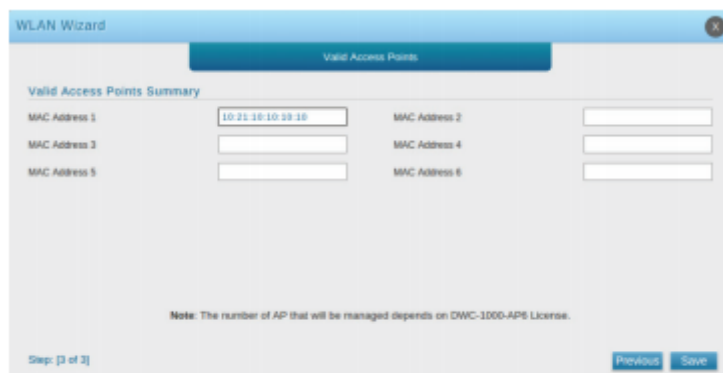 WLAN Wizard
X
Valid Access Points
Valid Access Points Summary
MAC Address 1 10:21:10:10:10:10 MAC Address 2
MAC Address 3 MAC Address 4
MAC Address 5 MAC Address 6
Note: The number of AP that will be managed depends on DWC-1000-AP6 License.
Step: [3 of 3] Previous Save